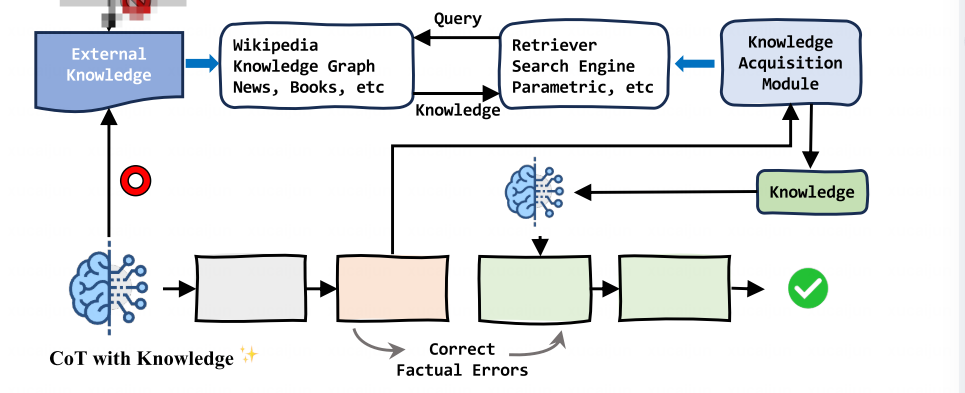 Query
External
Knowledge
Wikipedia
Knowledge Graph
News, Books, etc
Retriever
Search Engine
Parametric, etc
Knowledge
Acquisition
Module
Knowledge
Knowledge
CoT with Knowledge
Correct
Factual Errors